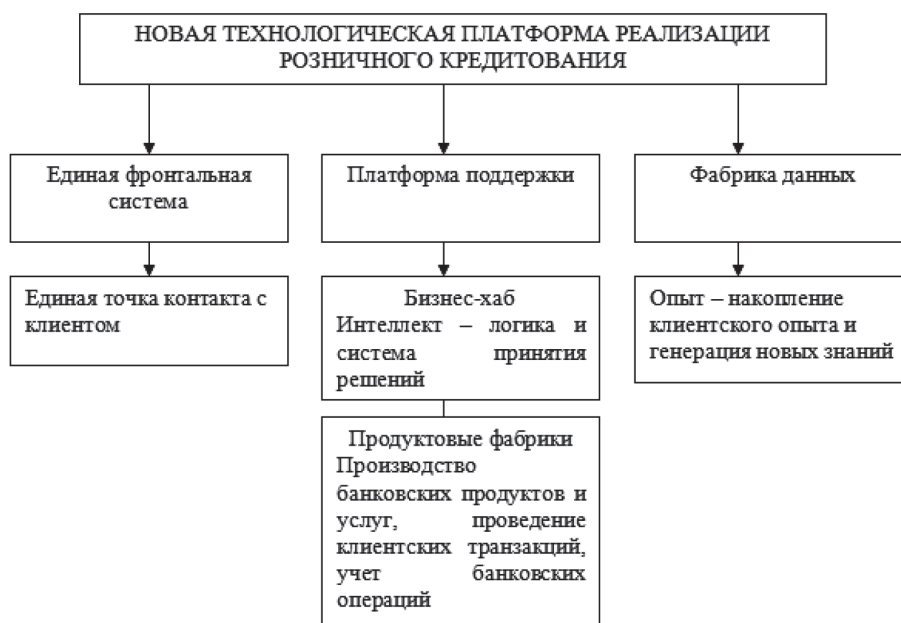 НОВАЯ ТЕХНОЛОГИЧЕСКАЯ ПЛАТФОРМА РЕАЛИЗАЦИИ
РОЗНИЧНОГО КРЕДИТОВАНИЯ
Единая фронтальная
система
Платформа поддержки
Фабрика данных
Единая точка контакта с
клиентом
Бизнес-хаб
Интеллект – логика и
система принятия
решений
Опыт – накопление
клиентского опыта и
генерация новых знаний
Продуктовые фабрики
Производство
банковских продуктов и
услуг, проведение
клиентских транзакций,
учет банковских
операций